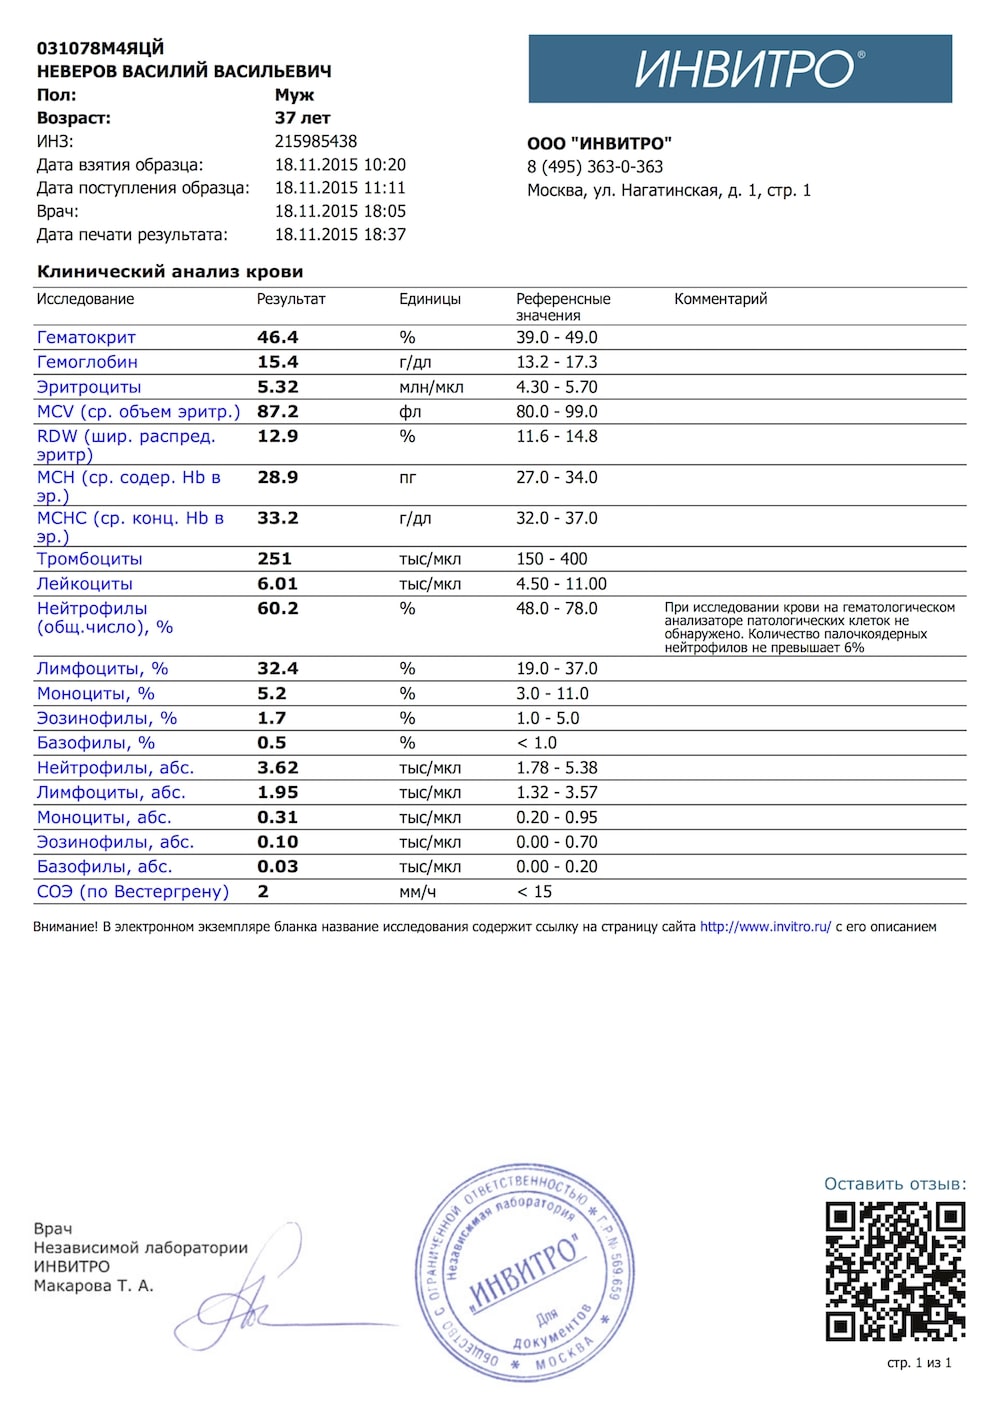 031078М4ЯЦЙ
НЕВЕРОВ ВАСИЛИЙ ВАСИЛЬЕВИЧ
Пол: Муж
Возраст: 37 лет
ИНЗ: 215985438
Дата взятия образца: 18.11.2015 10:20
Дата поступления образца: 18.11.2015 11:11
Врач: 18.11.2015 18:05
Дата печати результата: 18.11.2015 18:37
ИНВИТРО®
ООО "ИНВИТРО"
8 (495) 363-0-363
Москва, ул. Нагатинская, д. 1, стр. 1
Клинический анализ крови
Исследование Результат Единицы Референсные Комментарий
значения
Гематокрит 46.4 % 39.0 - 49.0
Гемоглобин 15.4 г/дл 13.2 - 17.3
Эритроциты 5.32 млн/мкл 4.30 - 5.70
MCV (ср. объем эритр.) 87.2 фл 80.0 - 99.0
RDW (шир. распред. 12.9 % 11.6 - 14.8
эритр)
MCH (ср. содер. Hb в 28.9 пг 27.0 - 34.0
эр.)
MCHC (ср. конц. Hb в 33.2 г/дл 32.0 - 37.0
эр.)
Тромбоциты 251 тыс/мкл 150 - 400
Лейкоциты 6.01 тыс/мкл 4.50 - 11.00
Нейтрофилы 60.2 % 48.0 - 78.0
(общ.число), %
При исследовании крови на гематологическом
анализаторе патологических клеток не
обнаружено. Количество палочкоядерных
нейтрофилов не превышает 6%
Лимфоциты, % 32.4 % 19.0 - 37.0
Моноциты, % 5.2 % 3.0 - 11.0
Эозинофилы, % 1.7 % 1.0 - 5.0
Базофилы, % 0.5 % < 1.0
Нейтрофилы, абс. 3.62 тыс/мкл 1.78 - 5.38
Лимфоциты, абс. 1.95 тыс/мкл 1.32 - 3.57
Моноциты, абс. 0.31 тыс/мкл 0.20 - 0.95
Эозинофилы, абс. 0.10 тыс/мкл 0.00 - 0.70
Базофилы, абс. 0.03 тыс/мкл 0.00 - 0.20
СОЭ (по Вестергрену) 2 мм/ч < 15
Внимание! В электронном экземпляре бланка название исследования содержит ссылку на страницу сайта http://www.invitro.ru/ с его описанием
Врач
Независимой лаборатории
ИНВИТРО
Макарова Т. А.
ОБЩЕСТВО С ОГРАНИЧЕННОЙ ОТВЕТСТВЕННОСТЬЮ * Г.Р.№ 569.659 * МОСКВА *
Независимая лаборатория
"ИНВИТРО"
Для
документов
Оставить отзыв:
стр. 1 из 1